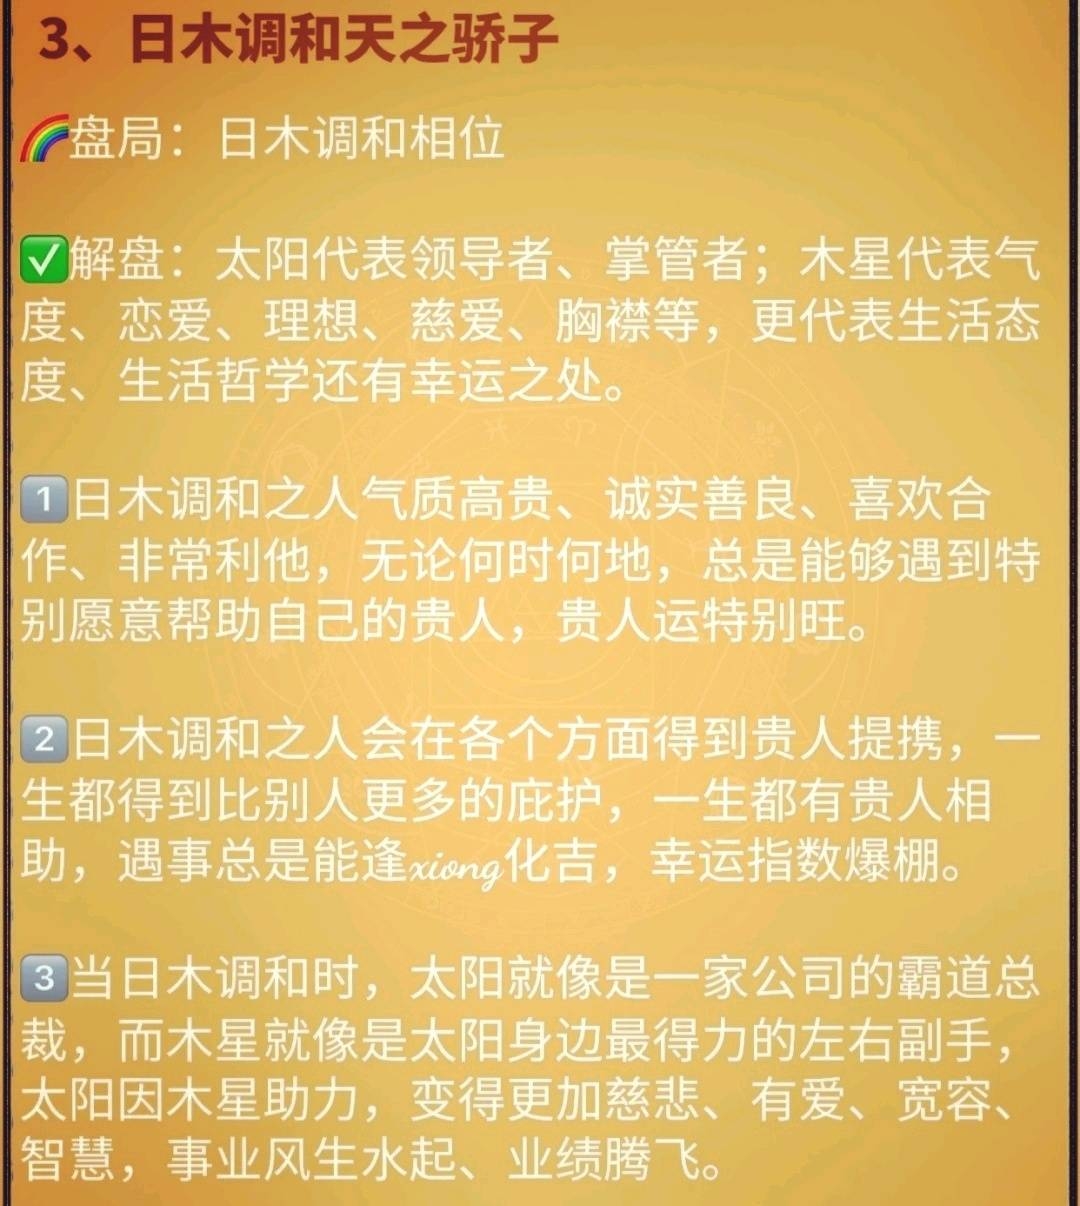 3、日木调和天之骄子
🌈盘局：日木调和相位
✅解盘：太阳代表领导者、掌管者；木星代表气
度、恋爱、理想、慈爱、胸襟等，更代表生活态
度、生活哲学还有幸运之处。
1️⃣日木调和之人气质高贵、诚实善良、喜欢合
作、非常利他，无论何时何地，总是能够遇到特
别愿意帮助自己的贵人，贵人运特别旺。
2️⃣日木调和之人会在各个方面得到贵人提携，一
生都得到比别人更多的庇护，一生都有贵人相
助，遇事总是能逢xiong化吉，幸运指数爆棚。
3️⃣当日木调和时，太阳就像是一家公司的霸道总
裁，而木星就像是太阳身边最得力的左右副手，
太阳因木星助力，变得更加慈悲、有爱、宽容、
智慧，事业风生水起、业绩腾飞。